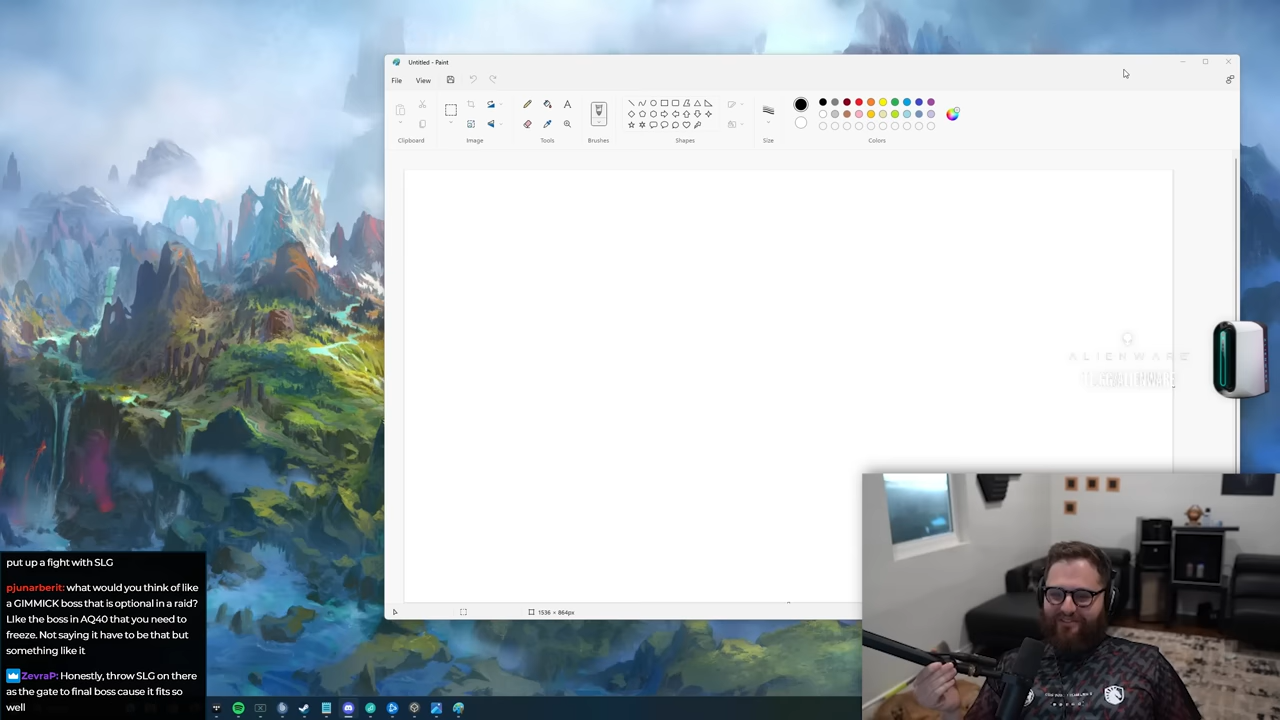 Untitled - Paint
File
View
Clipboard
Image
Tools
Brushes
Shapes
Size
Colors
ALIENWARE
1536 × 864px
put up a fight with SLG
pjunarberit: what would you think of like
a GIMMICK boss that is optional in a raid?
LIke the boss in AQ40 that you need to
freeze. Not saying it have to be that but
something like it
ZevraP: Honestly, throw SLG on there
as the gate to final boss cause it fits so
well